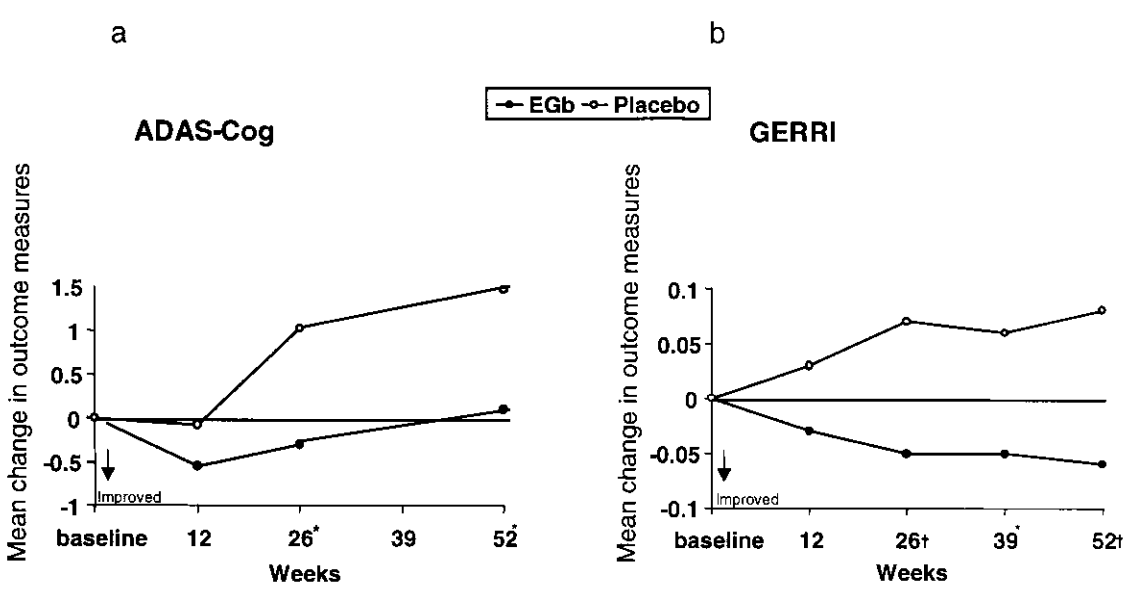 a
b
EGb Placebo
ADAS-Cog
GERRI
Mean change in outcome measures
1.5
1
0.5
0
-0.5
-1
Improved
baseline 12 26* 39 52*
Weeks
Mean change in outcome measures
0.1
0.05
0
-0.05
-0.1
Improved
baseline 12 26† 39* 52†
Weeks